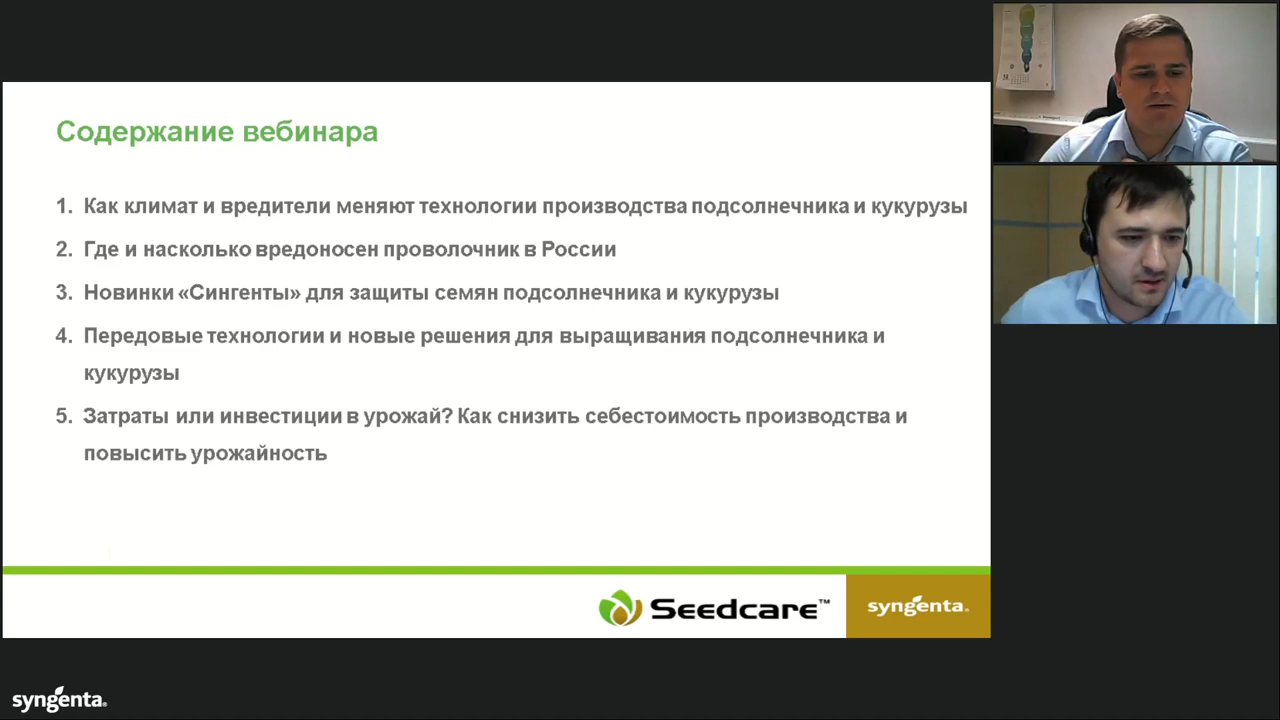 Содержание вебинара
1. Как климат и вредители меняют технологии производства подсолнечника и кукурузы
2. Где и насколько вредоносен проволочник в России
3. Новинки «Сингенты» для защиты семян подсолнечника и кукурузы
4. Передовые технологии и новые решения для выращивания подсолнечника и
кукурузы
5. Затраты или инвестиции в урожай? Как снизить себестоимость производства и
повысить урожайность
Seedcare™
syngenta®
syngenta®